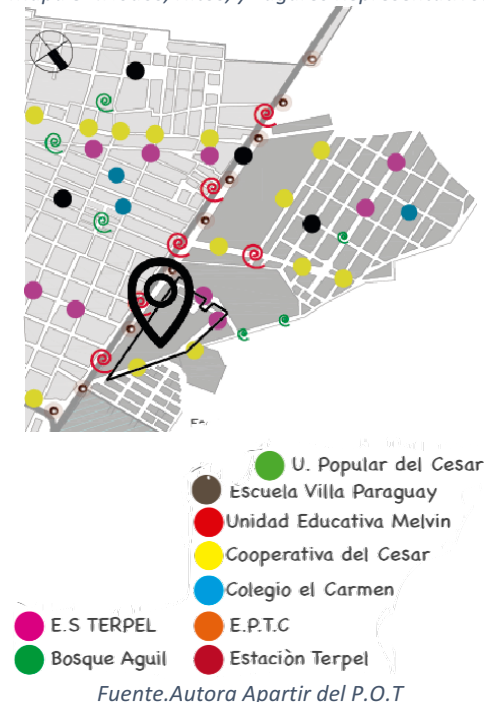 U. Popular del Cesar
Escuela Villa Paraguay
Unidad Educativa Melvin
Cooperativa del Cesar
Colegio el Carmen
E.S TERPEL
E.P.T.C
Bosque Aguil
Estaciòn Terpel
Fuente.Autora Apartir del P.O.T